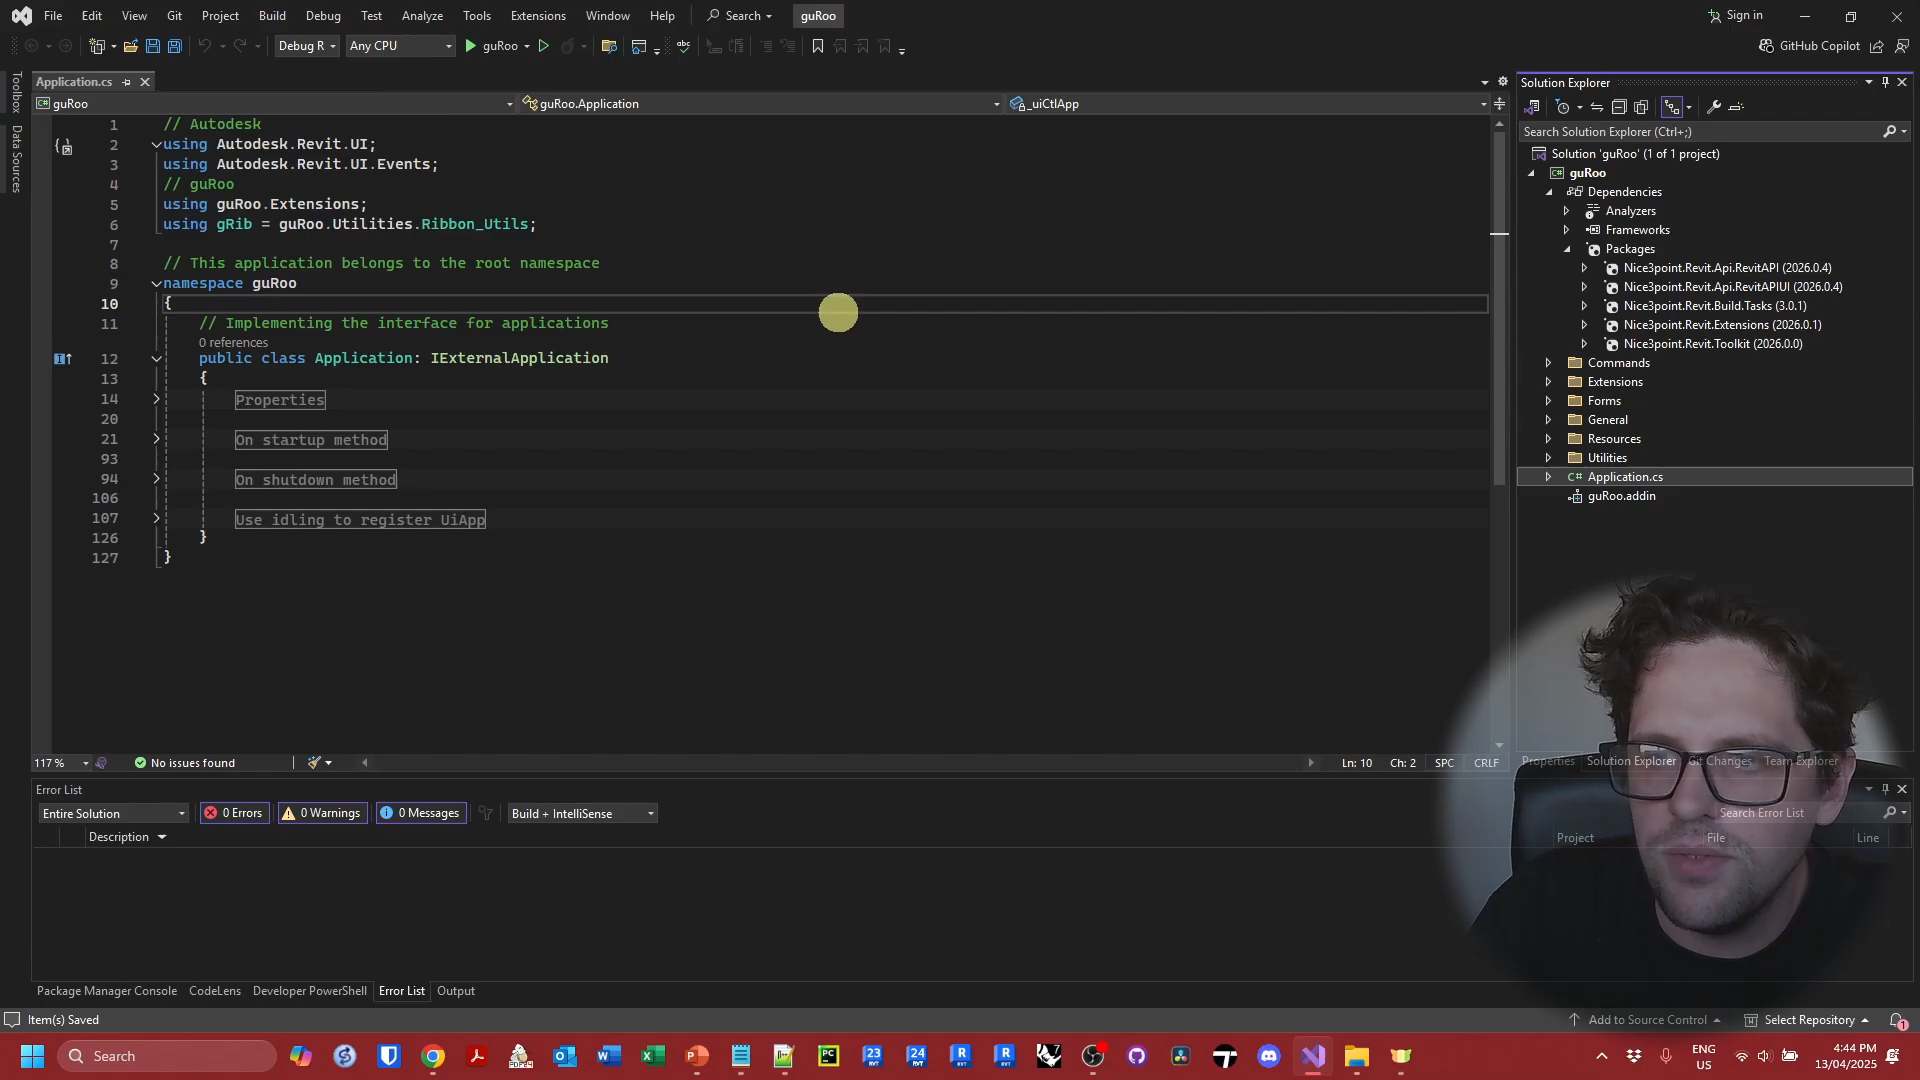 File Edit View Git Project Build Debug Test Analyze Tools Extensions Window Help Search guRoo Sign in
Debug R Any CPU guRoo GitHub Copilot
Toolbox
Data Sources
Application.cs
guRoo guRoo.Application _uiCtlApp
1 // Autodesk
2 using Autodesk.Revit.UI;
3 using Autodesk.Revit.UI.Events;
4 // guRoo
5 using guRoo.Extensions;
6 using gRib = guRoo.Utilities.Ribbon_Utils;
7
8 // This application belongs to the root namespace
9 namespace guRoo
10 {
11 // Implementing the interface for applications
0 references
12 public class Application: IExternalApplication
13 {
14 Properties
20
21 On startup method
93
94 On shutdown method
106
107 Use idling to register UiApp
126 }
127 }
117 % No issues found Ln: 10 Ch: 2 SPC CRLF
Solution Explorer
Search Solution Explorer (Ctrl+;)
Solution 'guRoo' (1 of 1 project)
guRoo
Dependencies
Analyzers
Frameworks
Packages
Nice3point.Revit.Api.RevitAPI (2026.0.4)
Nice3point.Revit.Api.RevitAPIUI (2026.0.4)
Nice3point.Revit.Build.Tasks (3.0.1)
Nice3point.Revit.Extensions (2026.0.1)
Nice3point.Revit.Toolkit (2026.0.0)
Commands
Extensions
Forms
General
Resources
Utilities
C# Application.cs
guRoo.addin
Properties Solution Explorer Git Changes Team Explorer
Error List
Entire Solution 0 Errors 0 Warnings 0 Messages Build + IntelliSense Search Error List
Description Project File Line
Package Manager Console CodeLens Developer PowerShell Error List Output
Item(s) Saved Add to Source Control Select Repository 1
Search 23 24 R R ENG
US 4:44 PM
13/04/2025